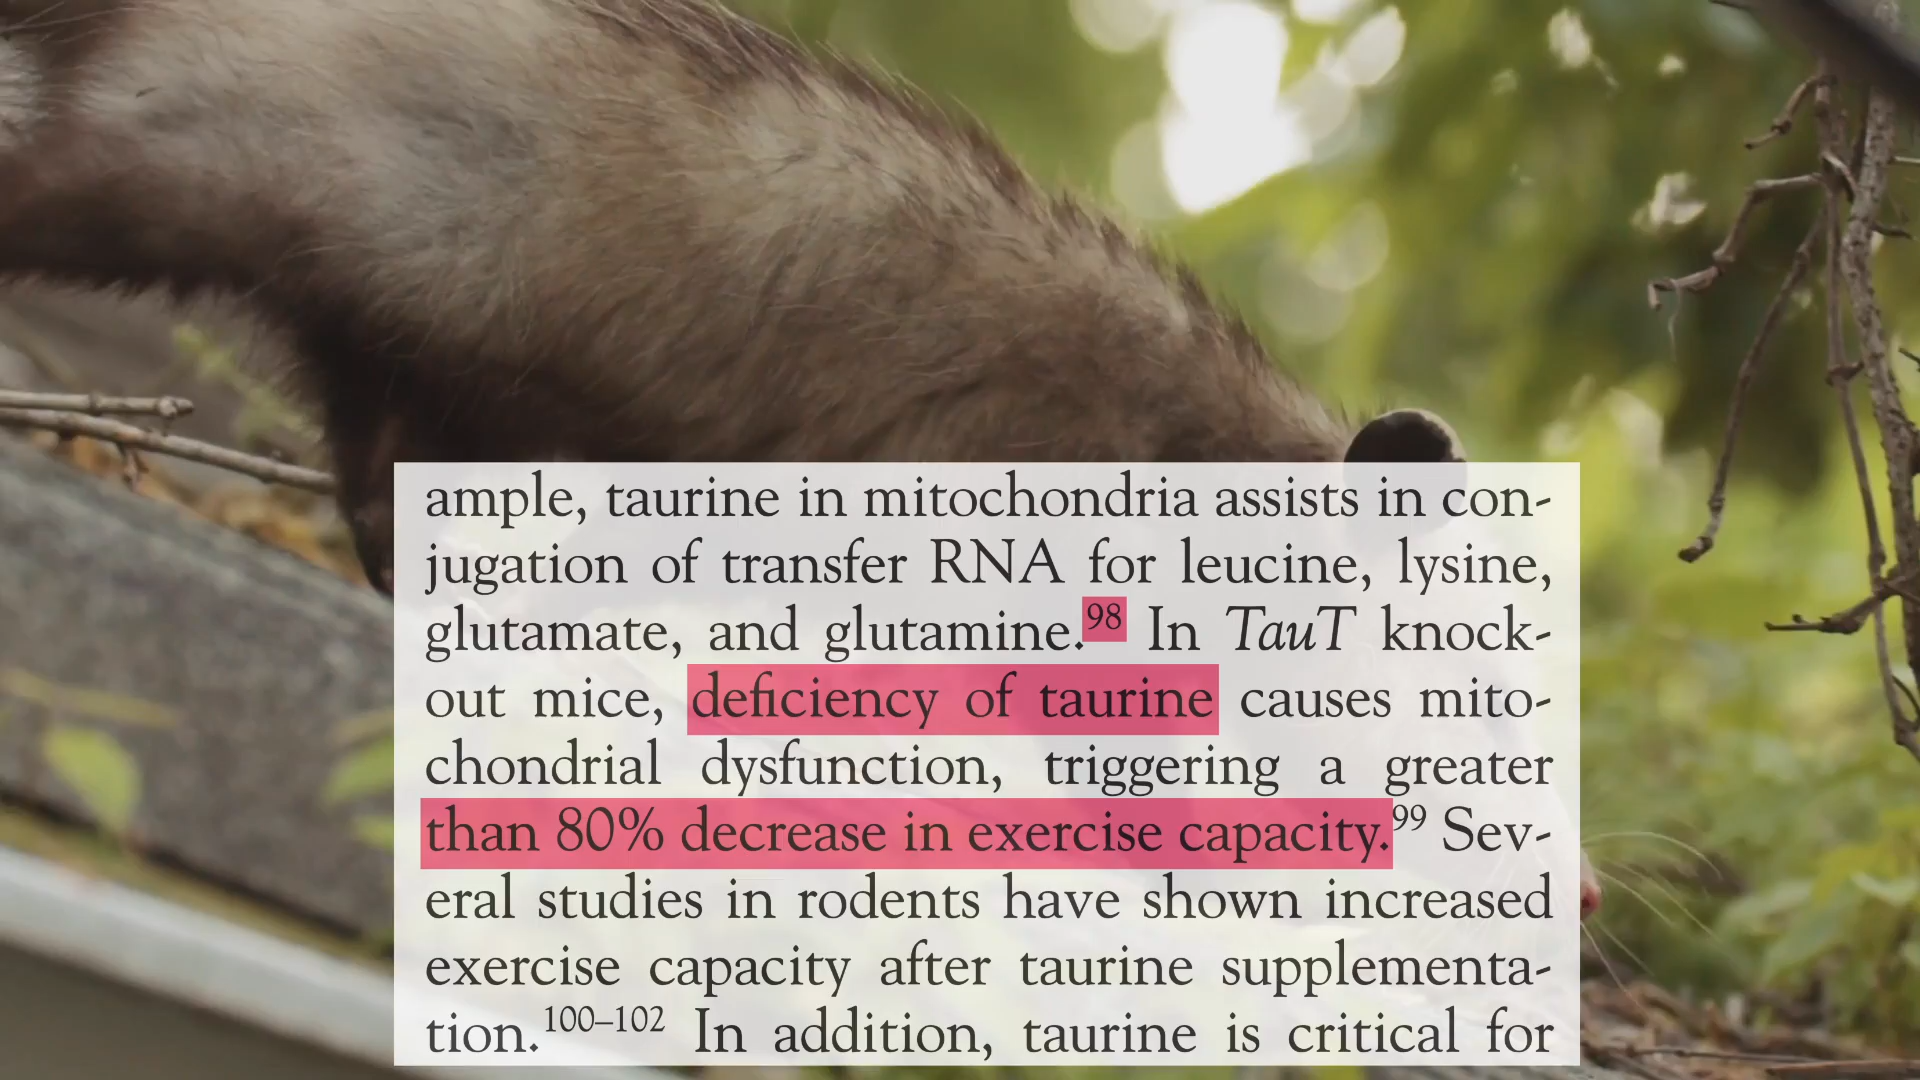 ample, taurine in mitochondria assists in con-
jugation of transfer RNA for leucine, lysine,
glutamate, and glutamine.98 In TauT knock-
out mice, deficiency of taurine causes mito-
chondrial dysfunction, triggering a greater
than 80% decrease in exercise capacity.99 Sev-
eral studies in rodents have shown increased
exercise capacity after taurine supplementa-
tion.100–102 In addition, taurine is critical for